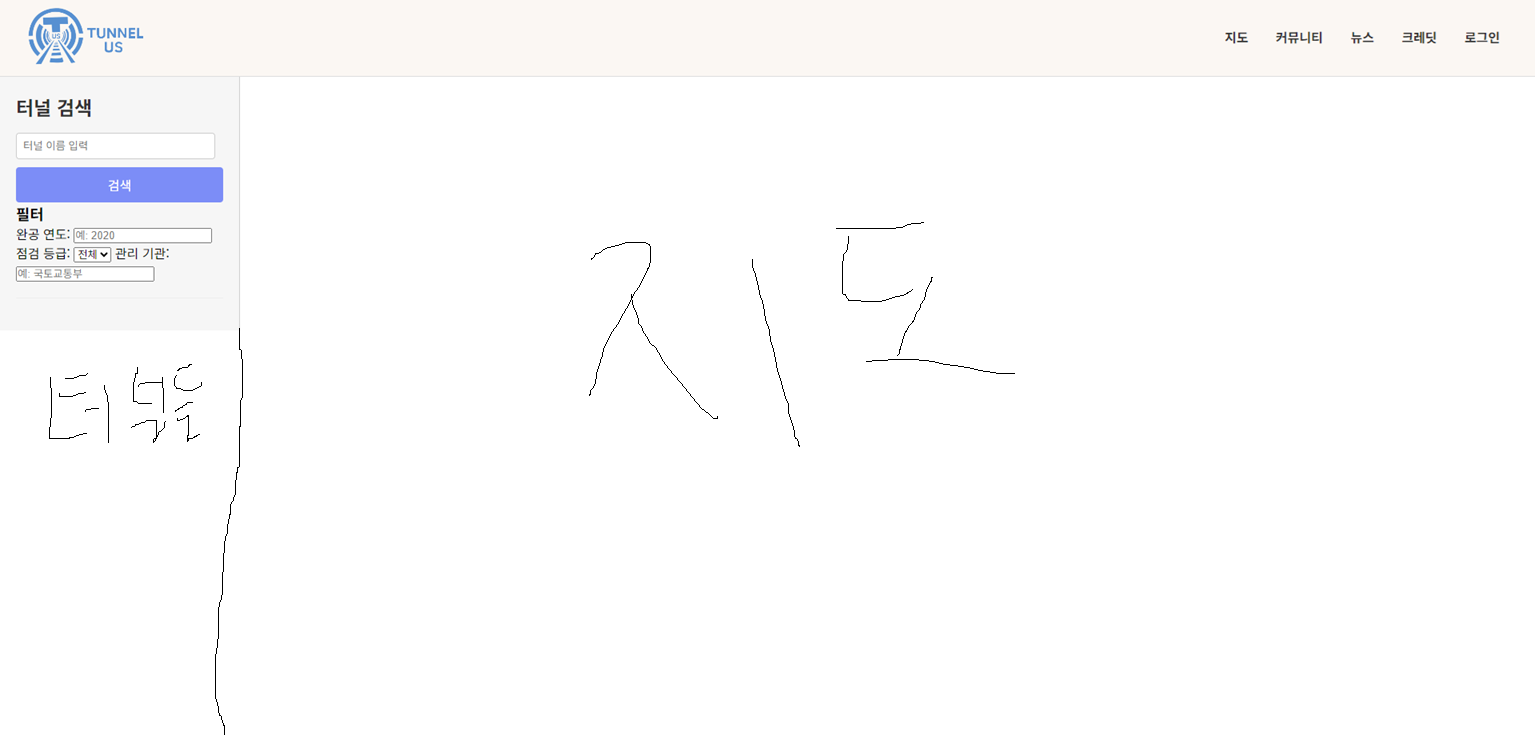 TUNNEL
US
지도 커뮤니티 뉴스 크레딧 로그인
터널 검색
터널 이름 입력
검색
필터
완공 연도: 예: 2020
점검 등급: 전체 관리 기관:
예: 국토교통부
지도
터널들